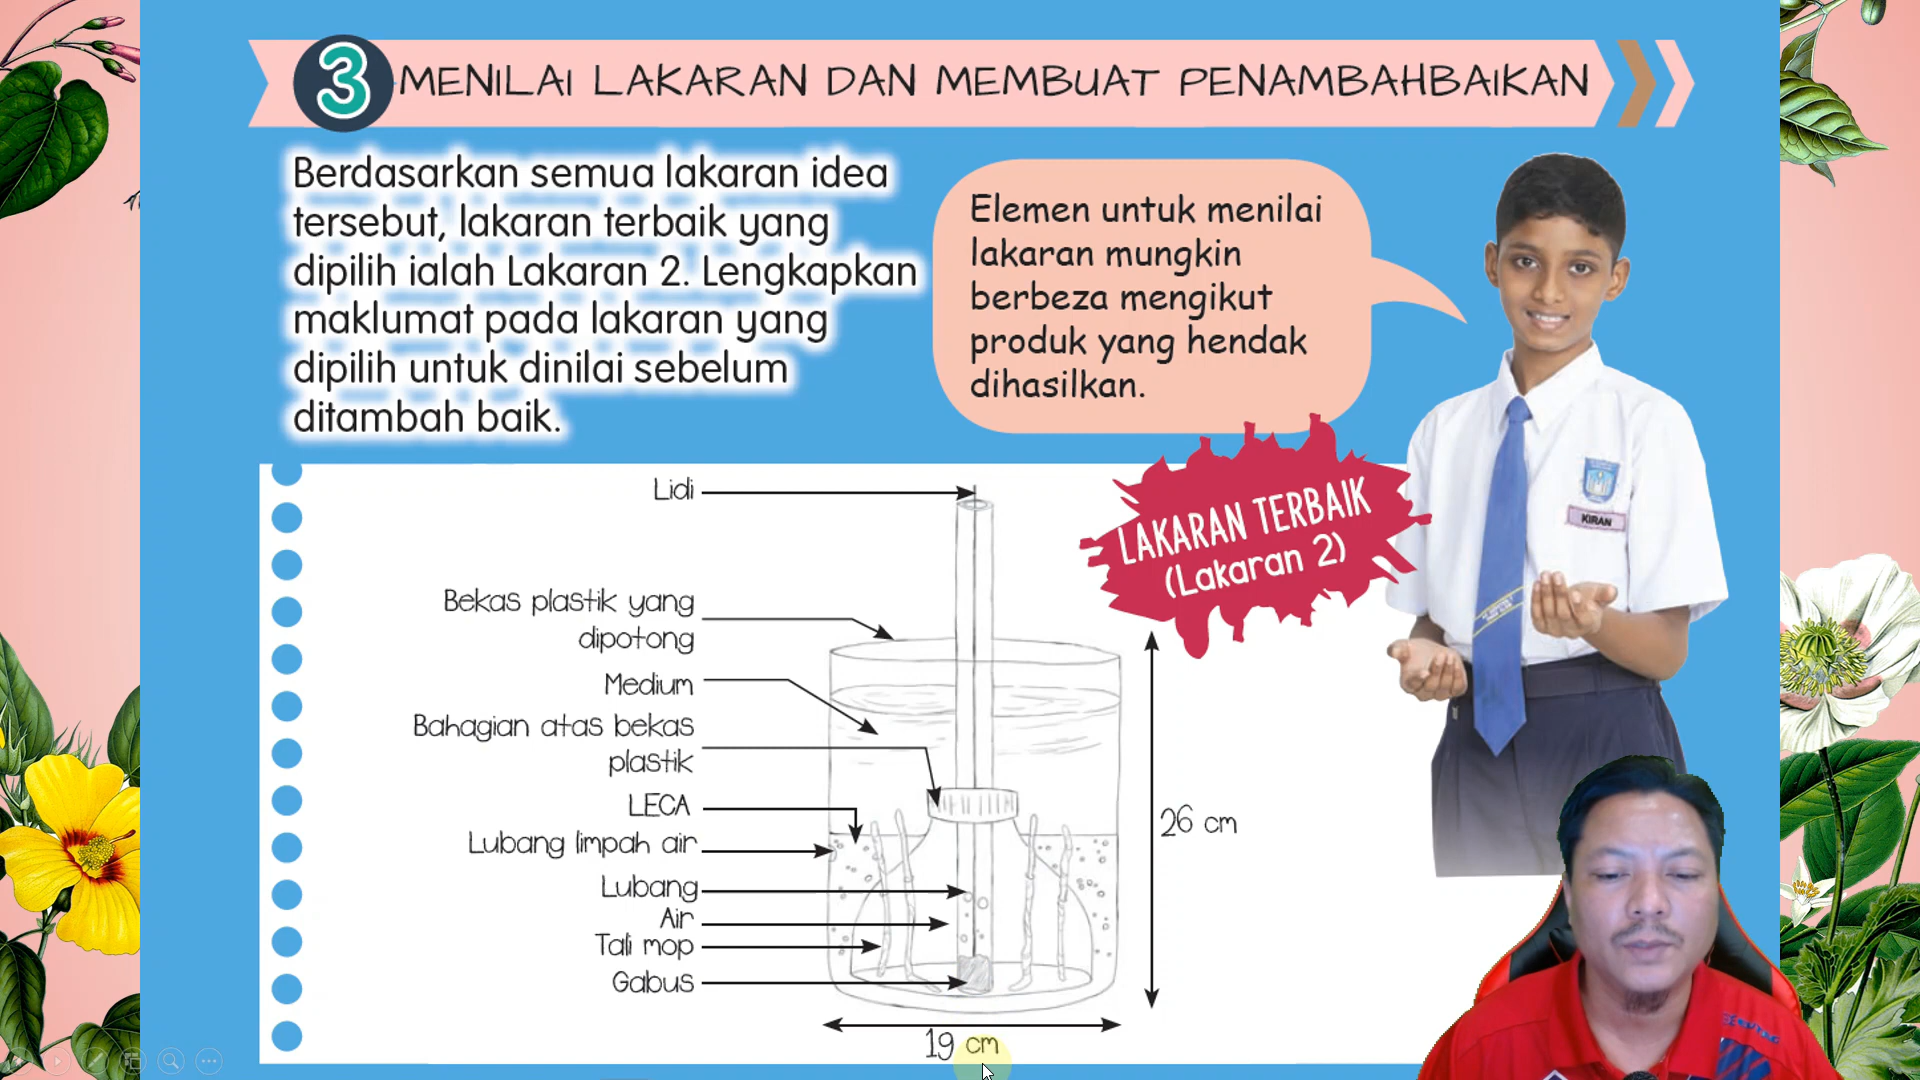 3 MENILAI LAKARAN DAN MEMBUAT PENAMBAHBAIKAN
Berdasarkan semua lakaran idea
tersebut, lakaran terbaik yang
dipilih ialah Lakaran 2. Lengkapkan
maklumat pada lakaran yang
dipilih untuk dinilai sebelum
ditambah baik.
Elemen untuk menilai
lakaran mungkin
berbeza mengikut
produk yang hendak
dihasilkan.
LAKARAN TERBAIK
(Lakaran 2)
KIRAN
Lidi
Bekas plastik yang
dipotong
Medium
Bahagian atas bekas
plastik
LECA
Lubang limpah air
Lubang
Air
Tali mop
Gabus
26 cm
19 cm